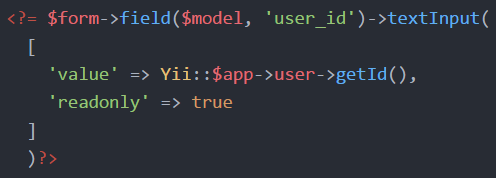 <?= $form->field($model, 'user_id')->textInput(
[
'value' => Yii::$app->user->getId(),
'readonly' => true
]
)?>